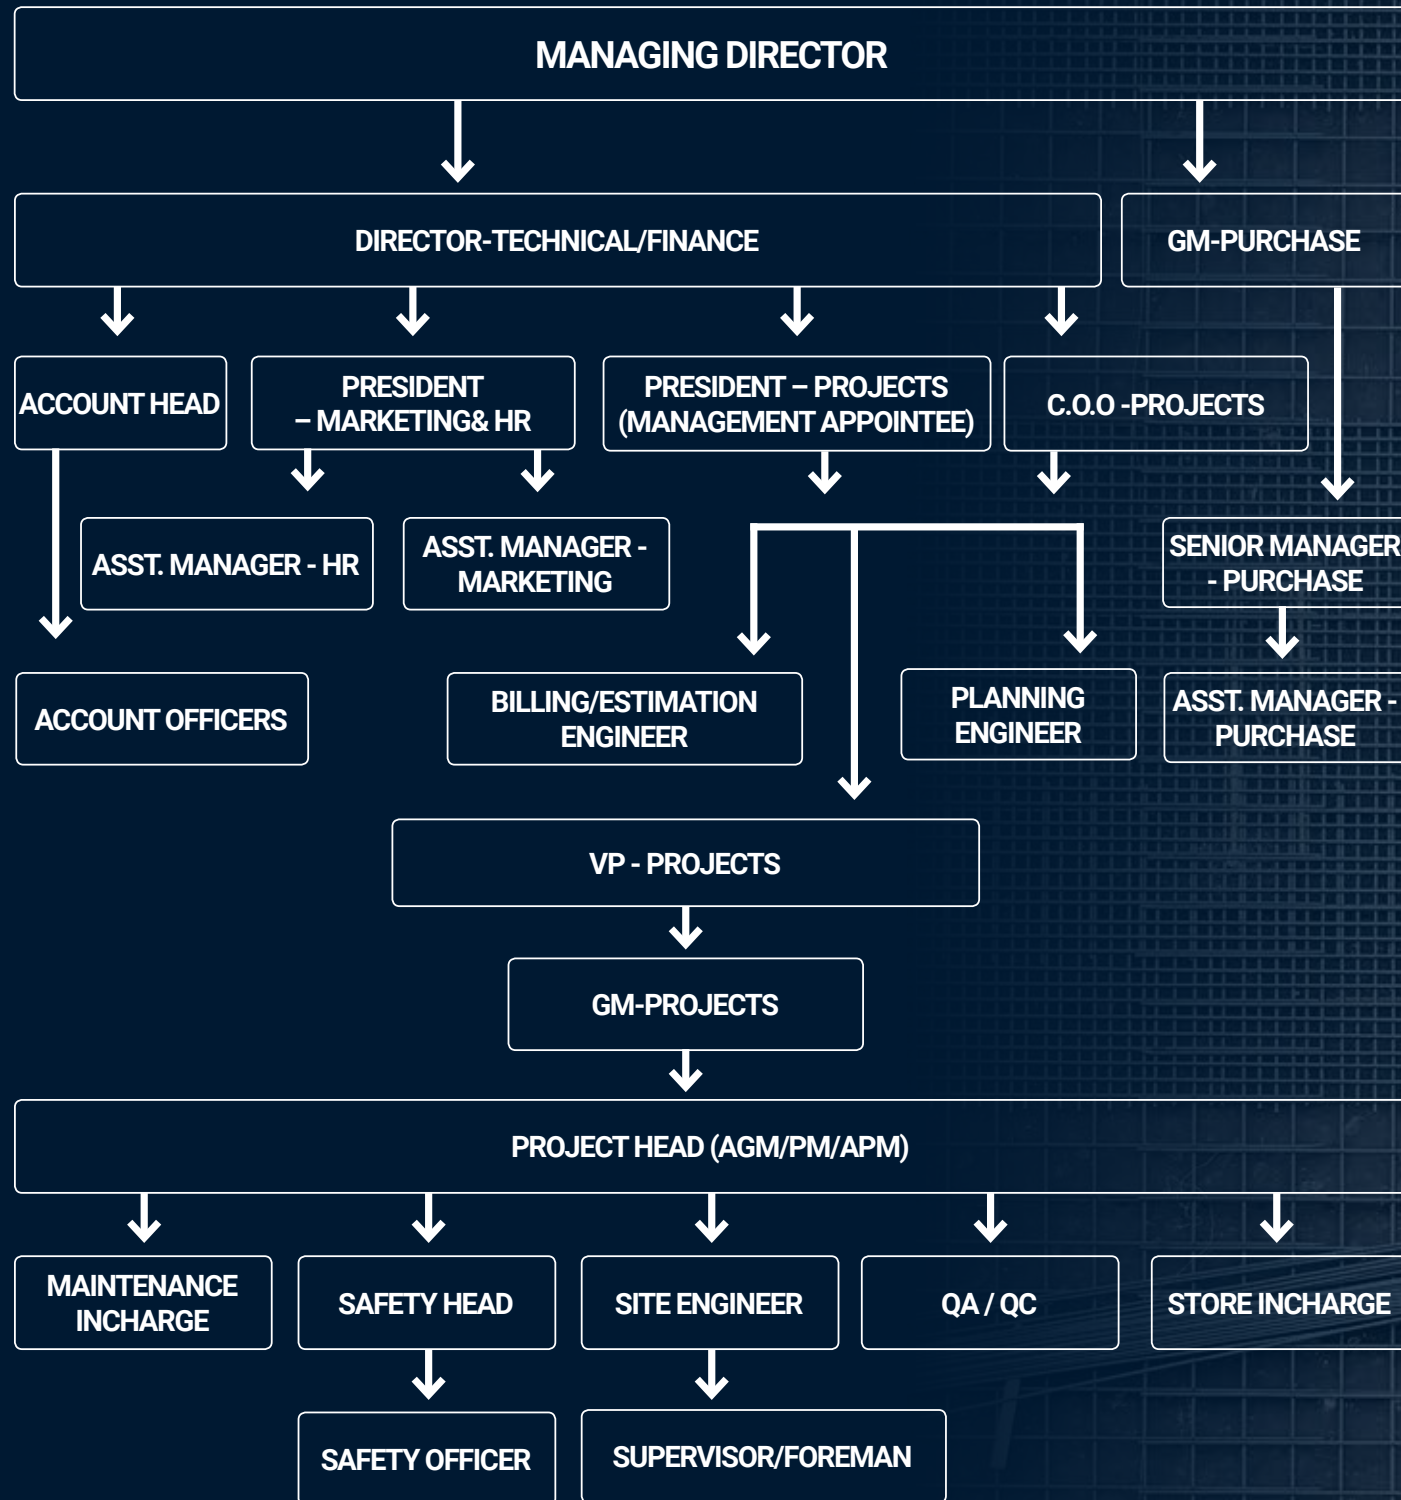 MANAGING DIRECTOR
DIRECTOR-TECHNICAL/FINANCE
GM-PURCHASE
ACCOUNT HEAD
PRESIDENT
– MARKETING& HR
PRESIDENT – PROJECTS
(MANAGEMENT APPOINTEE)
C.O.O -PROJECTS
ASST. MANAGER - HR
ASST. MANAGER -
MARKETING
SENIOR MANAGER
- PURCHASE
ACCOUNT OFFICERS
BILLING/ESTIMATION
ENGINEER
PLANNING
ENGINEER
ASST. MANAGER -
PURCHASE
VP - PROJECTS
GM-PROJECTS
PROJECT HEAD (AGM/PM/APM)
MAINTENANCE
INCHARGE
SAFETY HEAD
SITE ENGINEER
QA / QC
STORE INCHARGE
SAFETY OFFICER
SUPERVISOR/FOREMAN